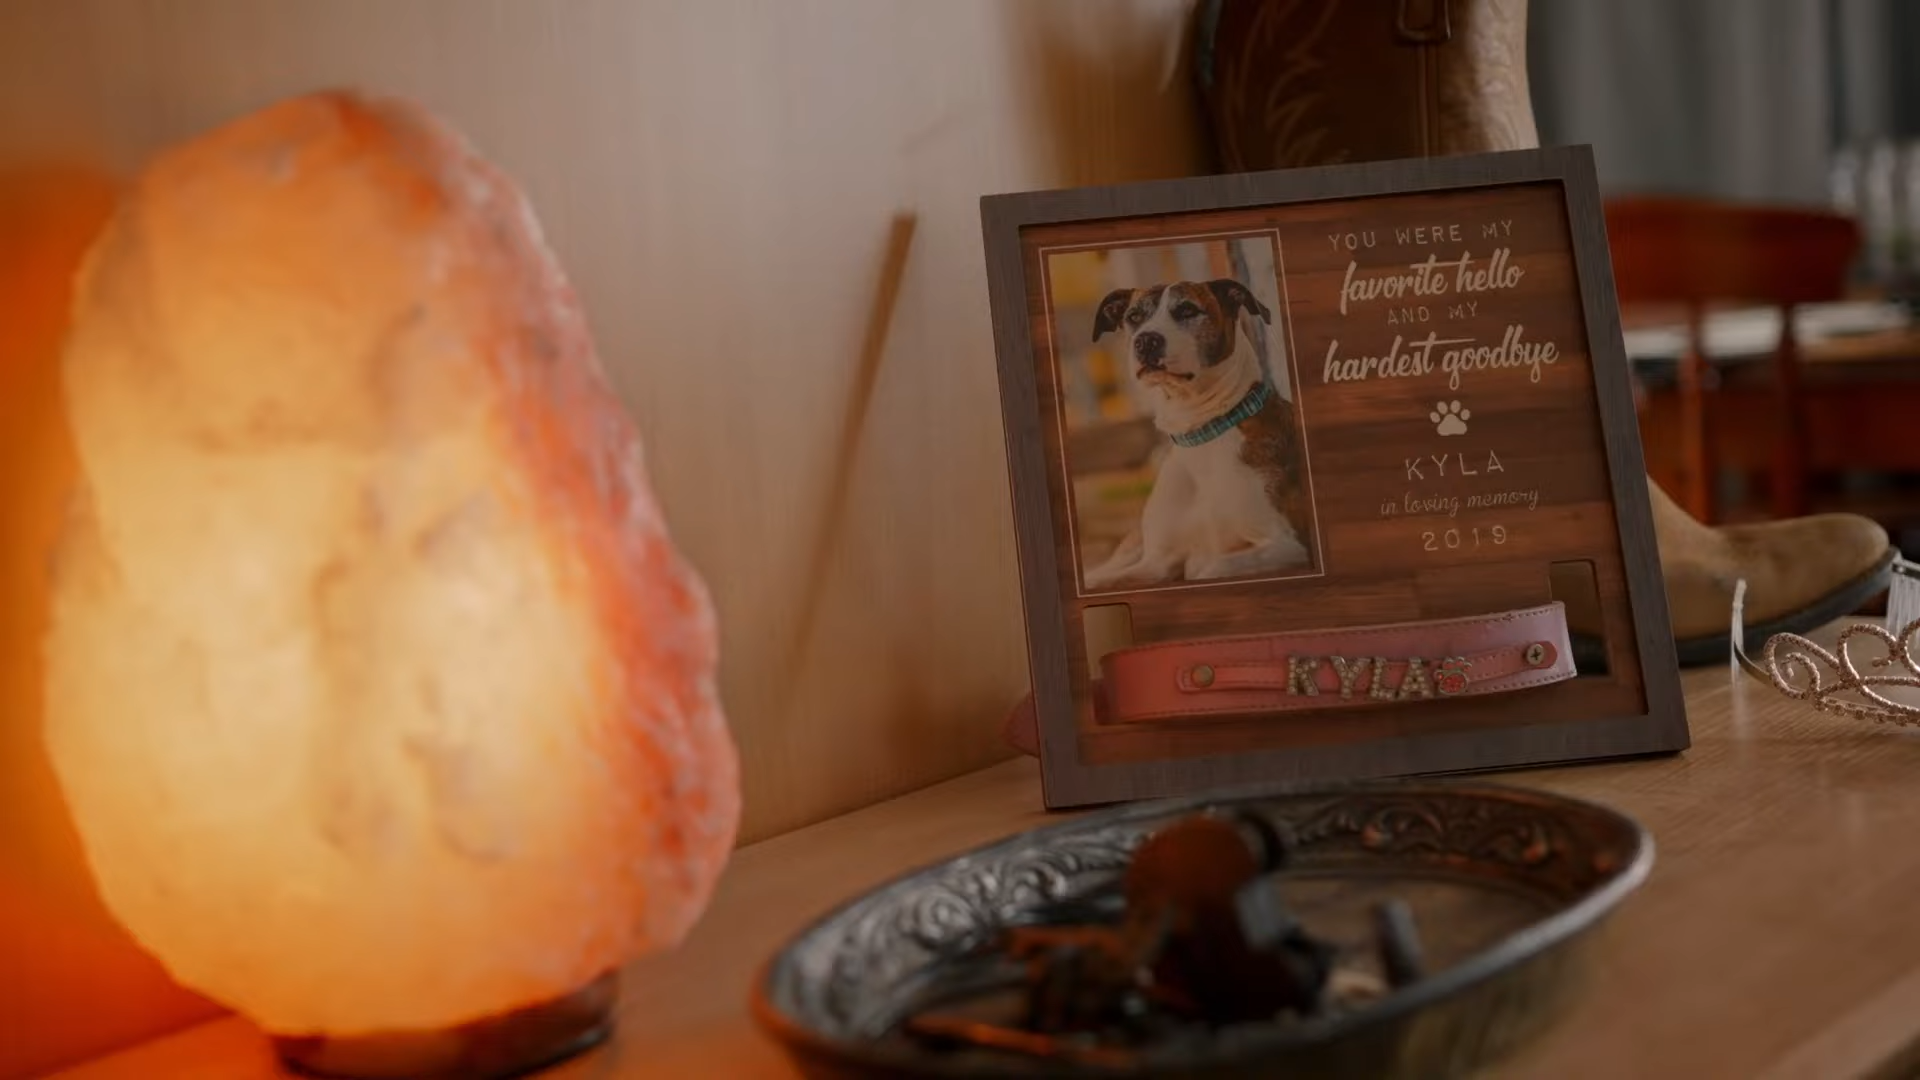 YOU WERE MY
favorite hello
AND MY
hardest goodbye
KYLA
in loving memory
2019
KYLA